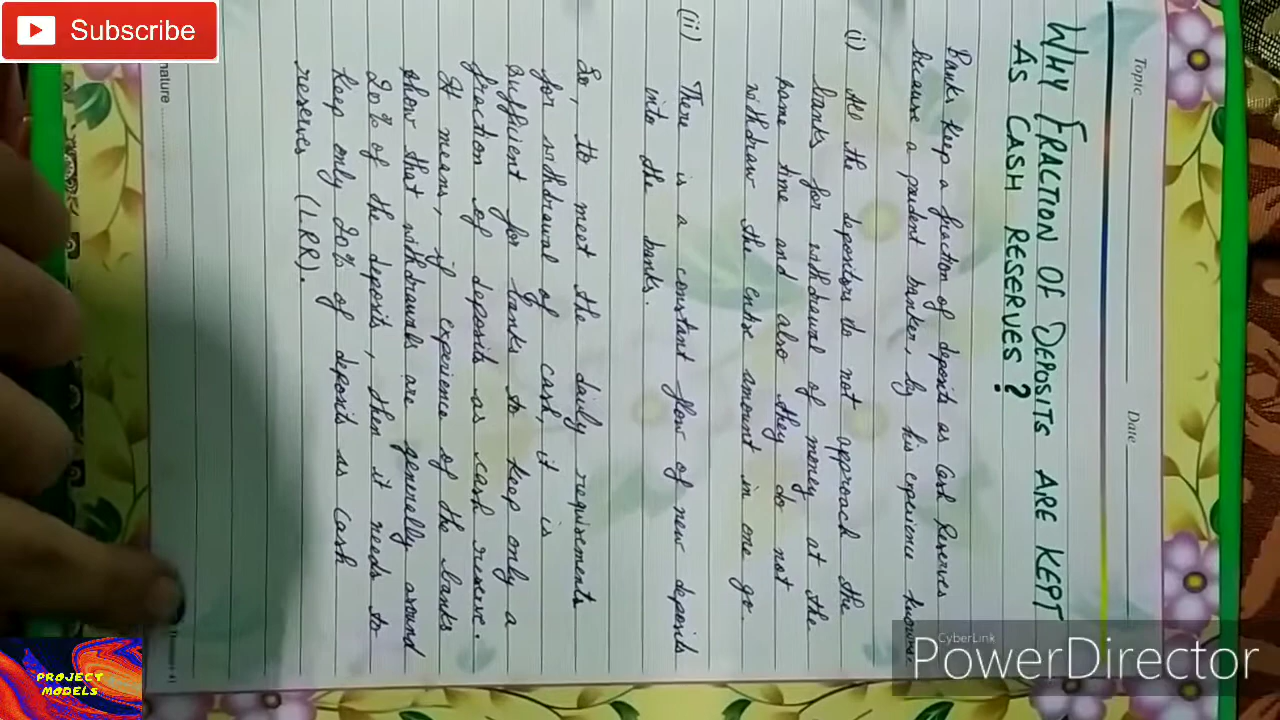 Subscribe
Topic
Date
WHY FRACTION OF DEPOSITS ARE KEPT
AS CASH RESERVES?
Banks keep a fraction of deposits as Cash Reserves
because a prudent banker, by his experience knows:
(i) All the depositors do not approach the
banks for withdrawal of money at the
same time and also they do not
withdraw the entire amount in one go.
(ii) There is a constant flow of new deposits
into the banks.
So, to meet the daily requirements
for withdrawal of cash, it is
sufficient for banks to keep only a
fraction of deposits as cash reserve.
It means, if experience of the banks
show that withdrawals are generally around
20% of the deposits, then it needs to
keep only 20% of deposits as cash
reserves (LRR).
nature
CyberLink
PowerDirector
PROJECT
MODELS